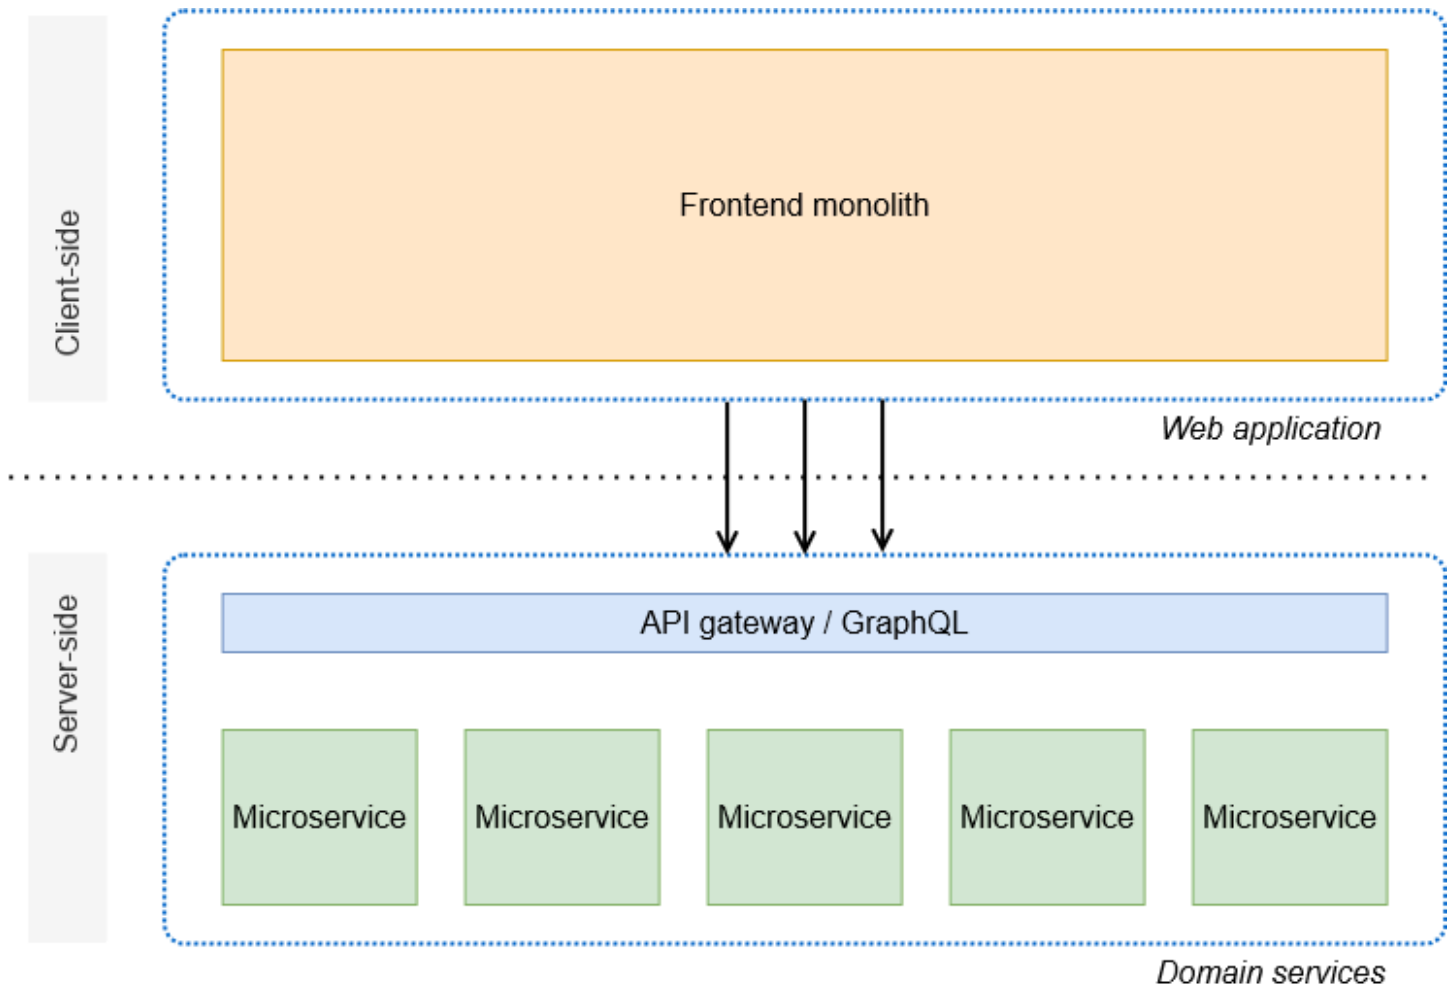 Client-side
Frontend monolith
Web application
Server-side
API gateway / GraphQL
Microservice
Microservice
Microservice
Microservice
Microservice
Domain services